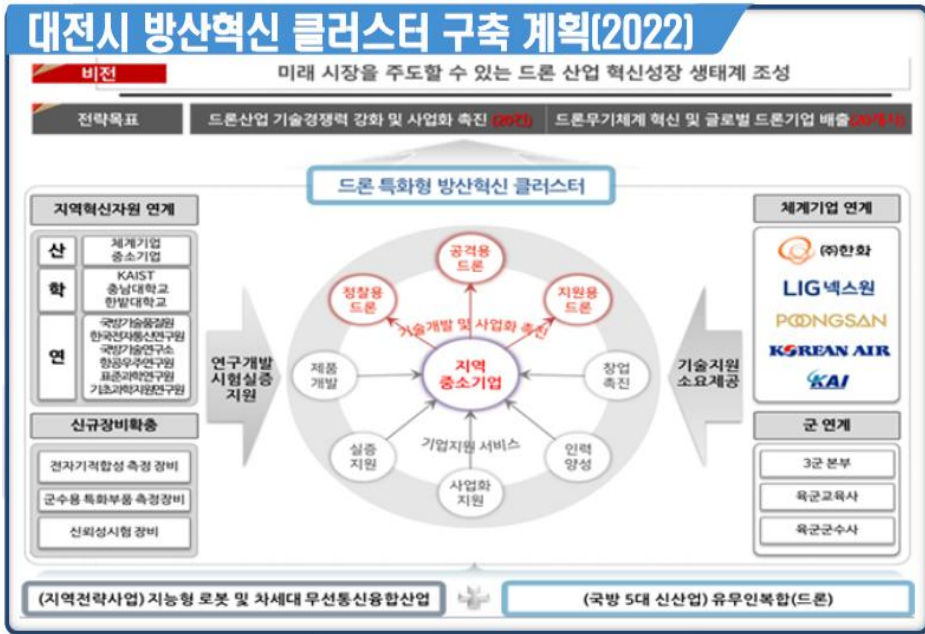 대전시 방산혁신 클러스터 구축 계획(2022)
비전
미래 시장을 주도할 수 있는 드론 산업 혁신성장 생태계 조성
전략목표
드론산업 기술경쟁력 강화 및 사업화 촉진 (20건)
드론무기체계 혁신 및 글로벌 드론기업 배출(20개사)
드론 특화형 방산혁신 클러스터
지역혁신자원 연계
산
체계기업
중소기업
학
KAIST
충남대학교
한밭대학교
연
국방기술품질원
한국전자통신연구원
국방기술연구소
항공우주연구원
표준과학연구원
기초과학지원연구원
신규장비확충
전자기적합성 측정 장비
군수용 특화부품 측정장비
신뢰성시험 장비
연구개발
시험실증
지원
공격용
드론
정찰용
드론
지원용
드론
기술개발 및 사업화 촉진
지역
중소기업
제품
개발
창업
촉진
실증
지원
기업지원 서비스
인력
양성
사업화
지원
기술지원
소요제공
체계기업 연계
(주)한화
LIG 넥스원
POONGSAN
KOREAN AIR
KAI
군 연계
3군 본부
육군교육사
육군군수사
(지역전략사업) 지능형 로봇 및 차세대 무선통신융합산업
(국방 5대 신산업) 유무인복합(드론)